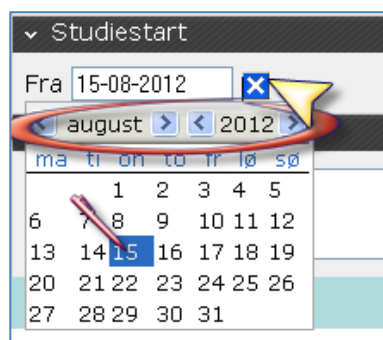 Studiestart
Fra 15-08-2012
august 2012
ma ti on to fr lø sø
1 2 3 4 5
6 7 8 9 10 11 12
13 14 15 16 17 18 19
20 21 22 23 24 25 26
27 28 29 30 31